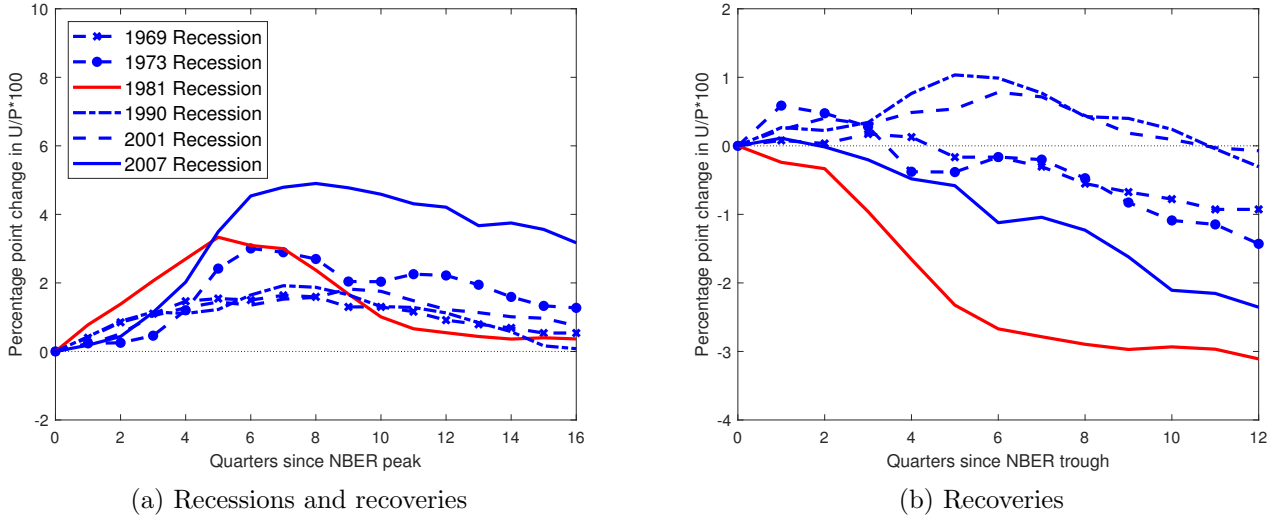 Percentage point change in U/P*100
10
8
6
4
2
0
-2
1969 Recession
1973 Recession
1981 Recession
1990 Recession
2001 Recession
2007 Recession
0 2 4 6 8 10 12 14 16
Quarters since NBER peak
(a) Recessions and recoveries
Percentage point change in U/P*100
2
1
0
-1
-2
-3
-4
0 2 4 6 8 10 12
Quarters since NBER trough
(b) Recoveries